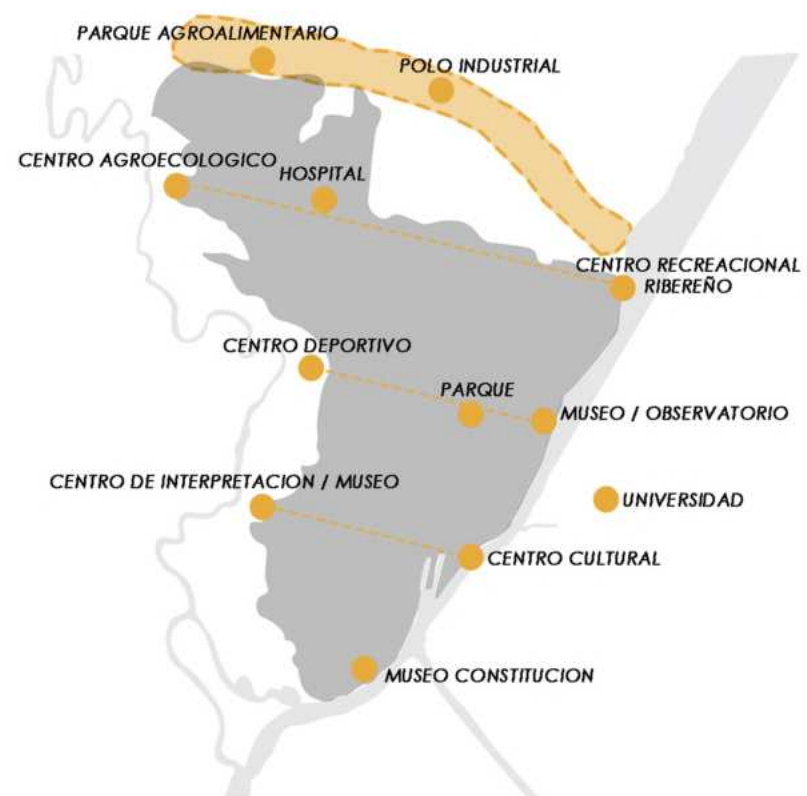 PARQUE AGROALIMENTARIO
POLO INDUSTRIAL
CENTRO AGROECOLOGICO
HOSPITAL
CENTRO RECREACIONAL
RIBEREÑO
CENTRO DEPORTIVO
PARQUE
MUSEO / OBSERVATORIO
CENTRO DE INTERPRETACION / MUSEO
UNIVERSIDAD
CENTRO CULTURAL
MUSEO CONSTITUCION